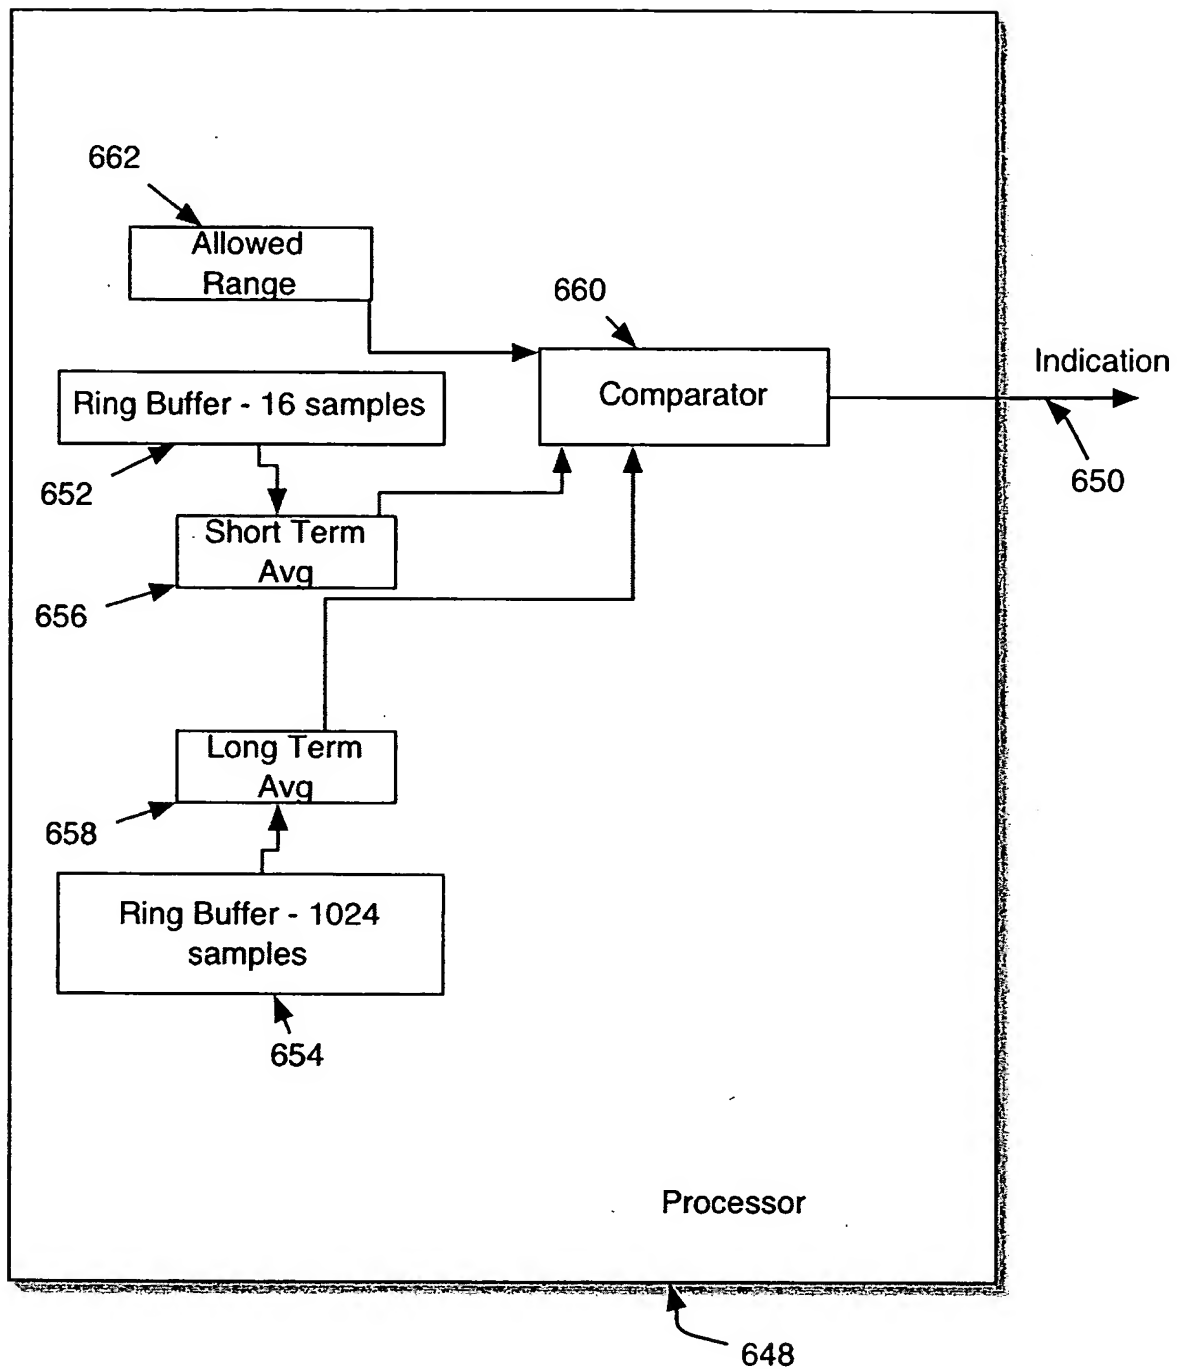 662
Allowed
Range
660
Indication
Comparator
Ring Buffer - 16 samples
652
650
Short Term
Avg
656
Long Term
Avg
658
Ring Buffer - 1024
samples
654
Processor
648